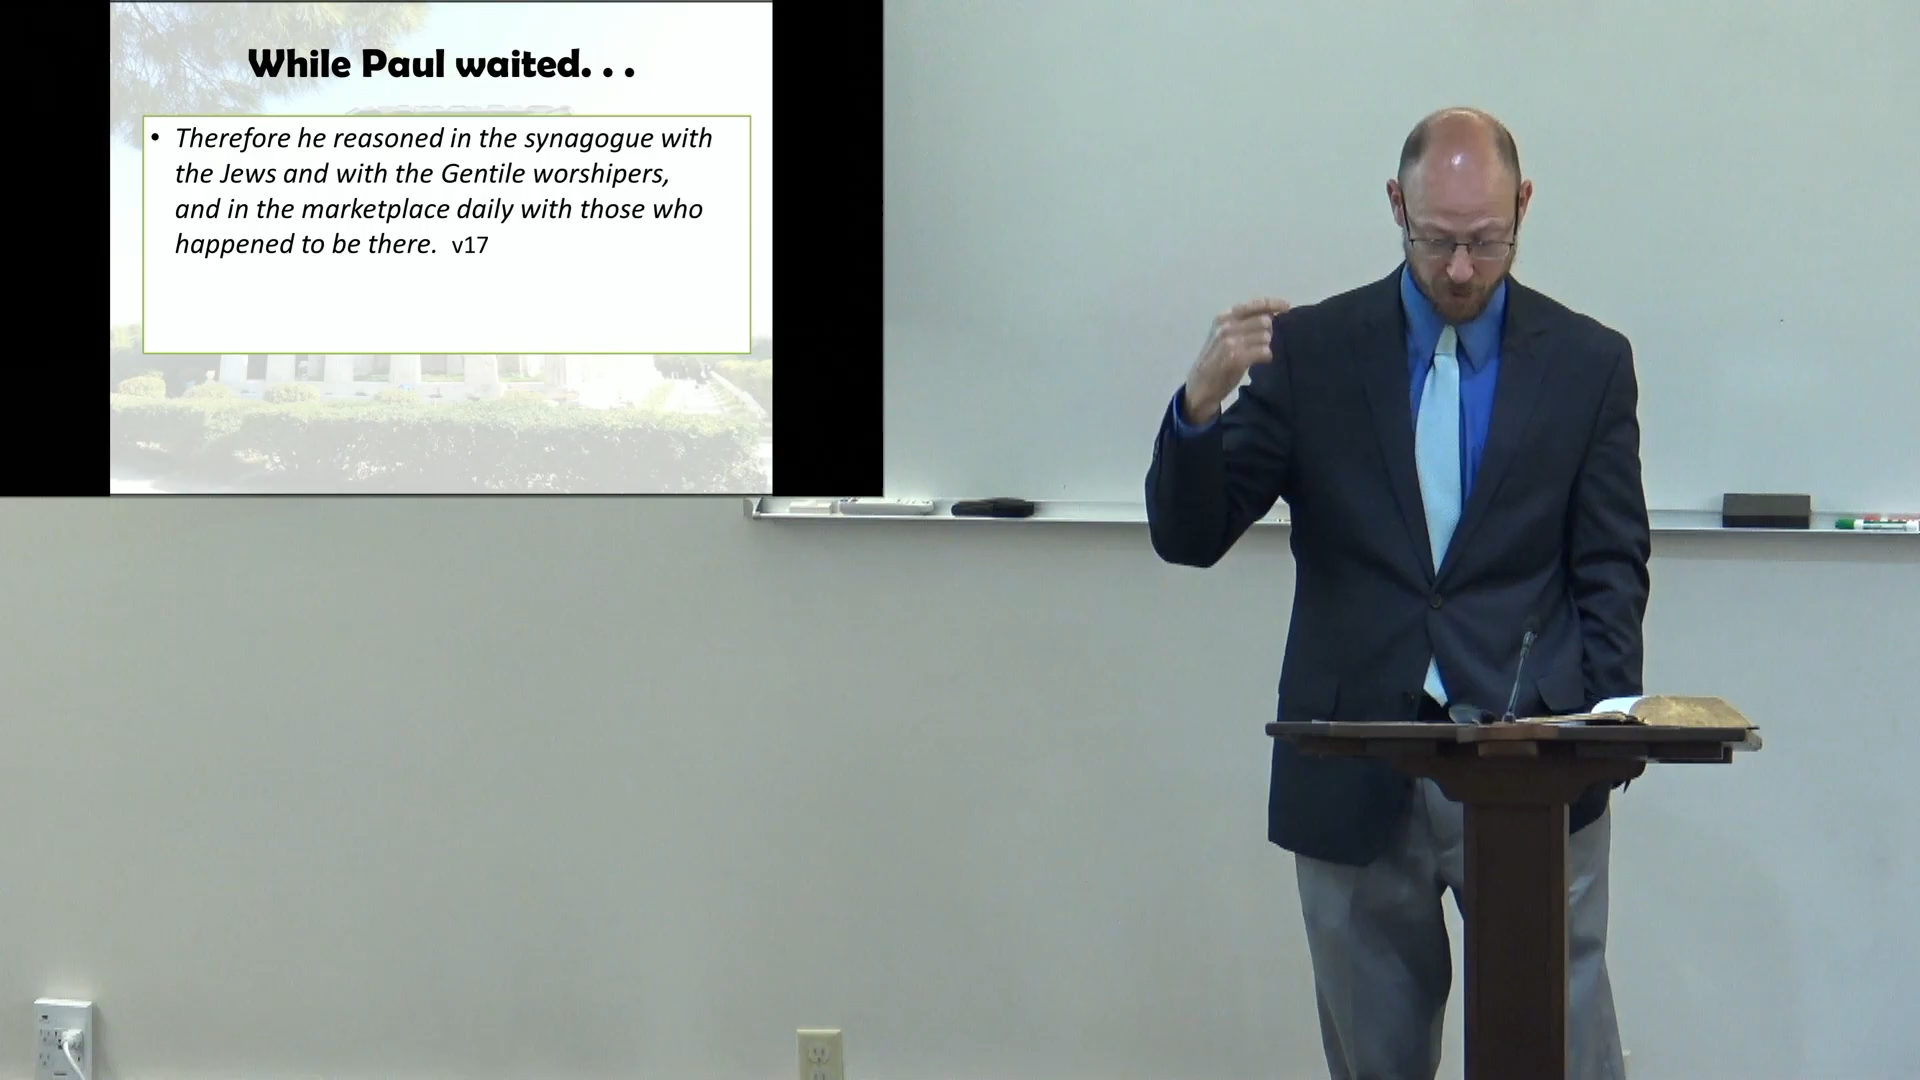 While Paul waited. . .
• Therefore he reasoned in the synagogue with
the Jews and with the Gentile worshipers,
and in the marketplace daily with those who
happened to be there. v17